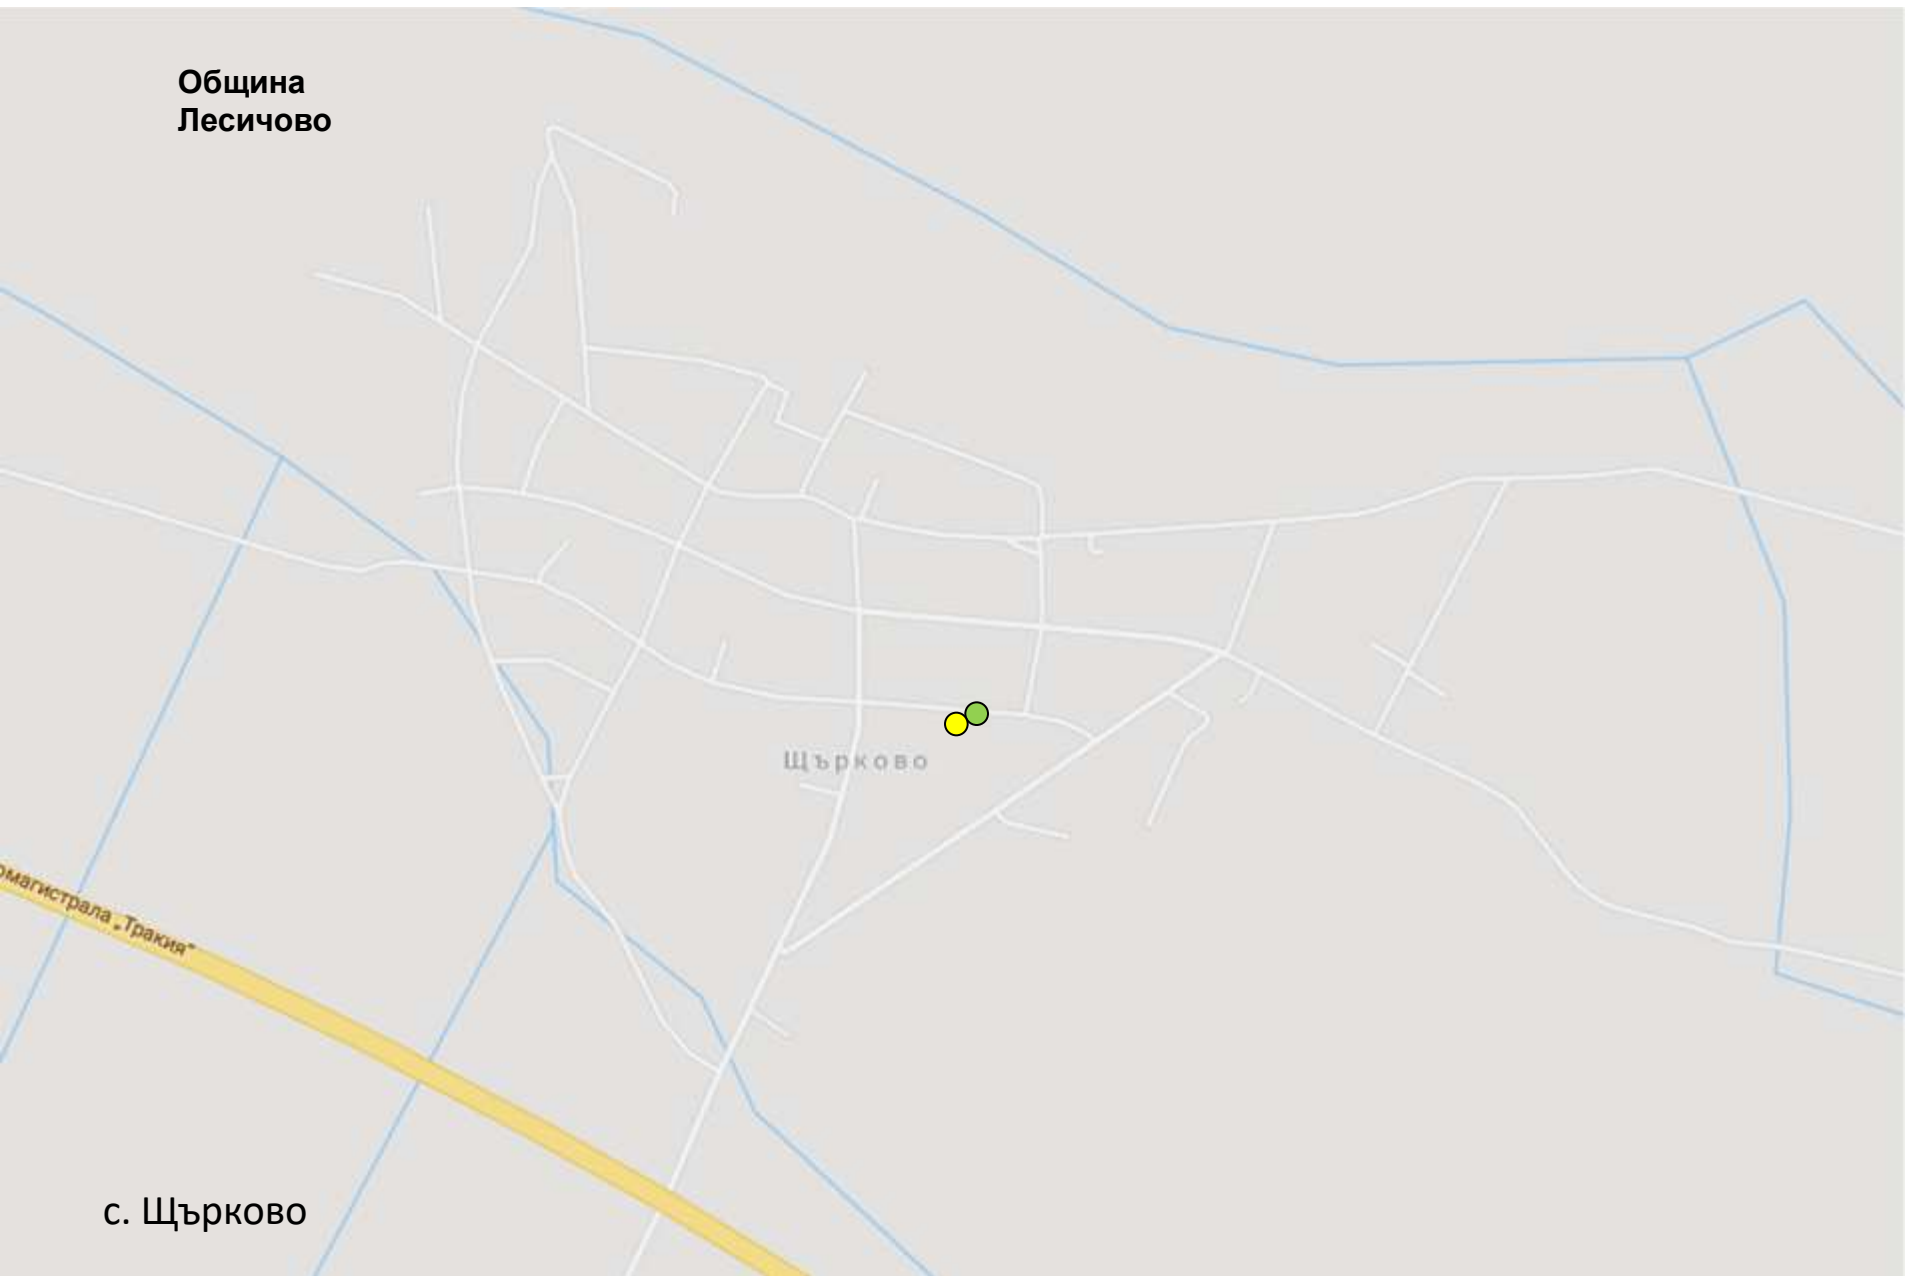 Община
Лесичово
Щърково
омагистрала „Тракия"
с. Щърково